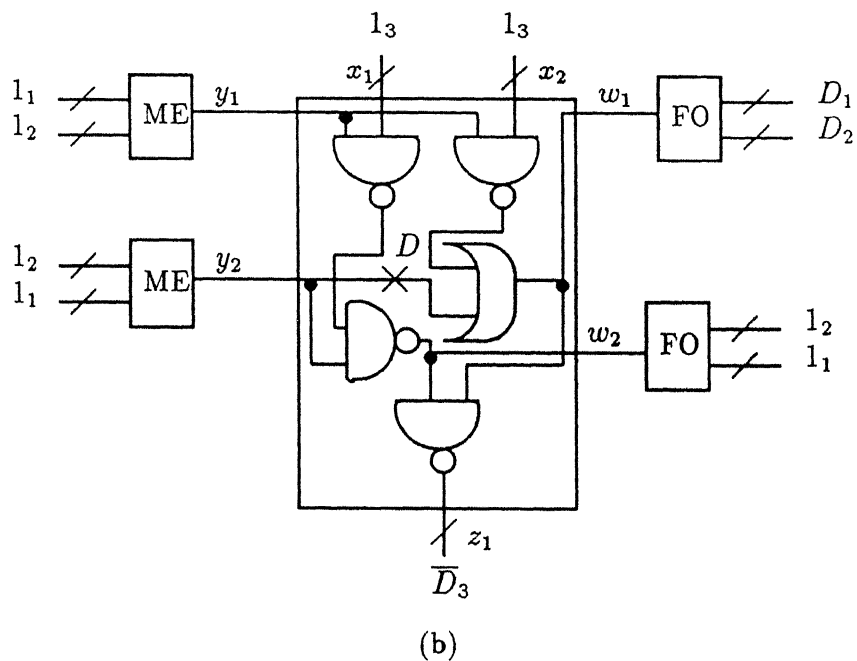 1₃ 1₃
x₁ x₂
1₁ ME y₁ w₁ FO D₁
1₂ D₂
1₂ ME y₂ D
1₁
w₂ FO 1₂
1₁
z₁
D̅₃
(b)